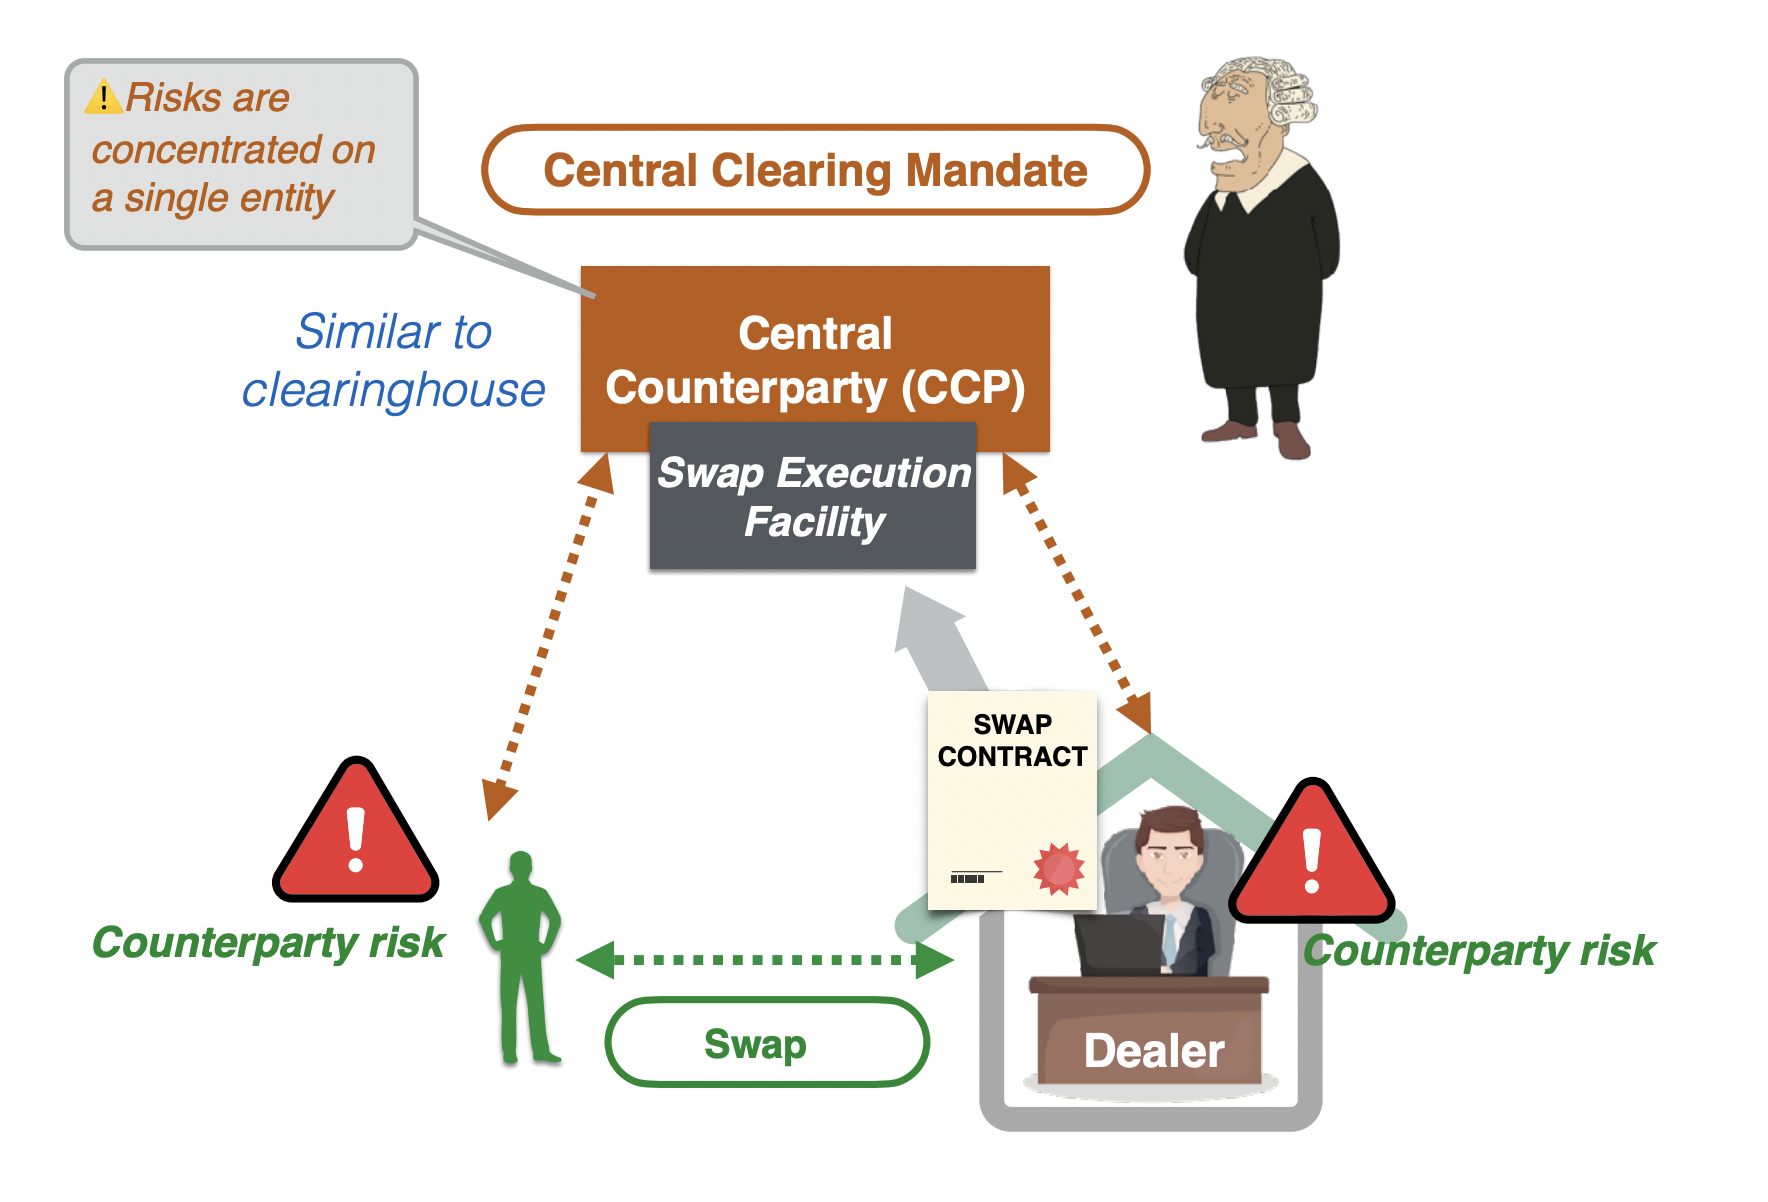 ⚠️Risks are
concentrated on
a single entity
Central Clearing Mandate
Similar to
clearinghouse
Central
Counterparty (CCP)
Swap Execution
Facility
SWAP
CONTRACT
Counterparty risk
Counterparty risk
Swap
Dealer